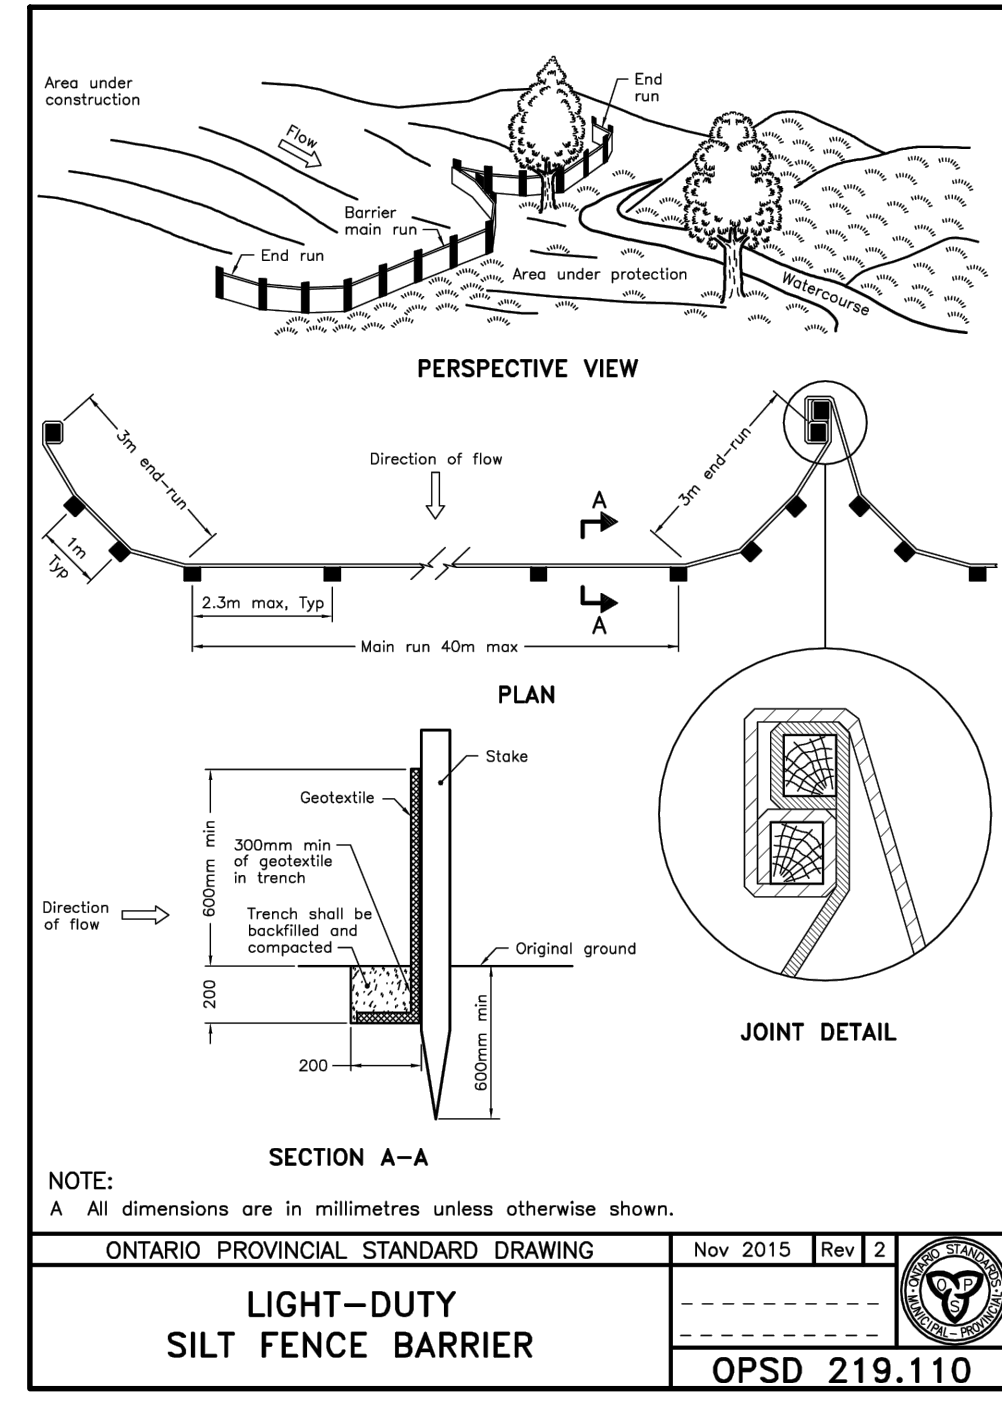 Area under
construction
Flow
End
run
Barrier
main run
End run
Area under protection
Watercourse
PERSPECTIVE VIEW
3m end-run
Direction of flow
3m end-run
A
1m
Typ
2.3m max, Typ
A
Main run 40m max
PLAN
Stake
Geotextile
600mm min
300mm min
of geotextile
in trench
Direction
of flow
Trench shall be
backfilled and
compacted
Original ground
200
600mm min
200
JOINT DETAIL
SECTION A-A
NOTE:
A All dimensions are in millimetres unless otherwise shown.
ONTARIO PROVINCIAL STANDARD DRAWING
Nov 2015 Rev 2
LIGHT-DUTY
SILT FENCE BARRIER
ONTARIO STANDARDS
MUNICIPAL-PROVINCIAL
O P S
OPSD 219.110